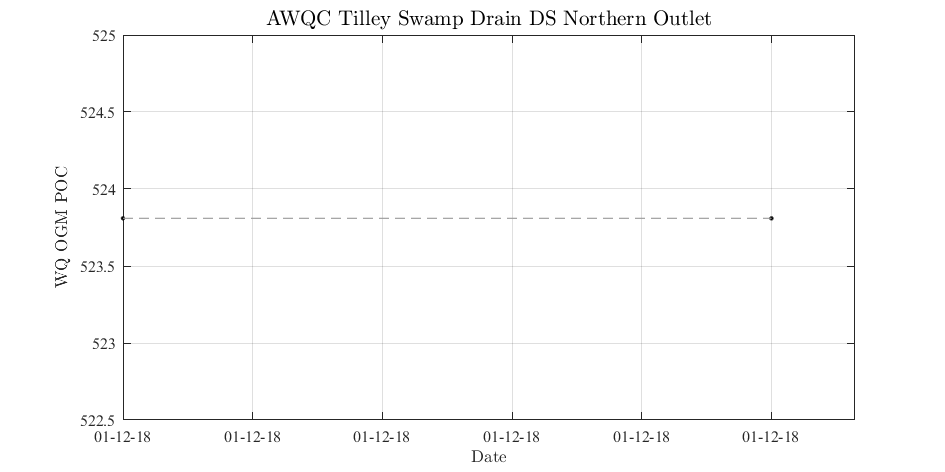 AWQC Tilley Swamp Drain DS Northern Outlet
525
524.5
524
523.5
523
522.5
WQ OGM POC
01-12-18 01-12-18 01-12-18 01-12-18 01-12-18 01-12-18
Date